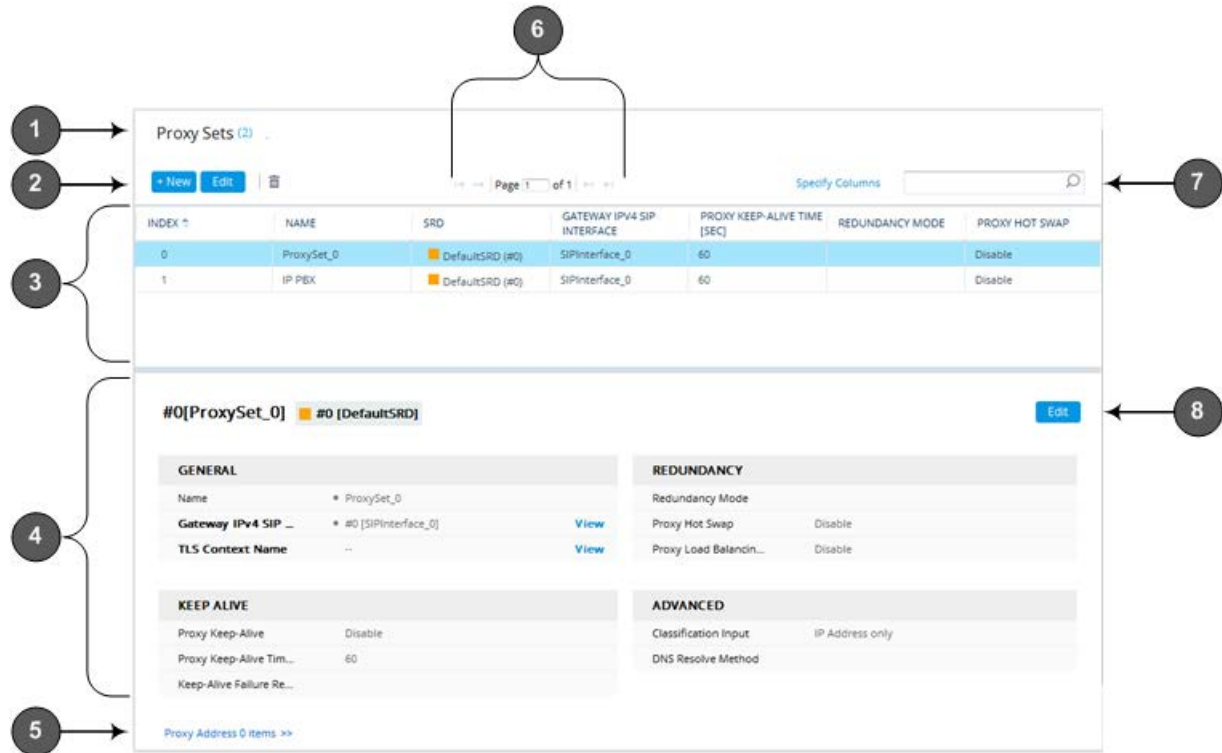 6
1
Proxy Sets (2)
2
+ New Edit
Page 1 of 1
Specify Columns
7
INDEX NAME SRD GATEWAY IPV4 SIP INTERFACE PROXY KEEP-ALIVE TIME [SEC] REDUNDANCY MODE PROXY HOT SWAP
0 ProxySet_0 DefaultSRD (#0) SIPInterface_0 60 Disable
3
1 IP PBX DefaultSRD (#0) SIPInterface_0 60 Disable
#0[ProxySet_0] #0 [DefaultSRD]
Edit
8
GENERAL
Name ProxySet_0
Gateway IPv4 SIP ... #0 [SIPInterface_0] View
TLS Context Name -- View
REDUNDANCY
Redundancy Mode
Proxy Hot Swap Disable
Proxy Load Balancin... Disable
4
KEEP ALIVE
Proxy Keep-Alive Disable
Proxy Keep-Alive Tim... 60
Keep-Alive Failure Re...
ADVANCED
Classification Input IP Address only
DNS Resolve Method
5
Proxy Address 0 items >>